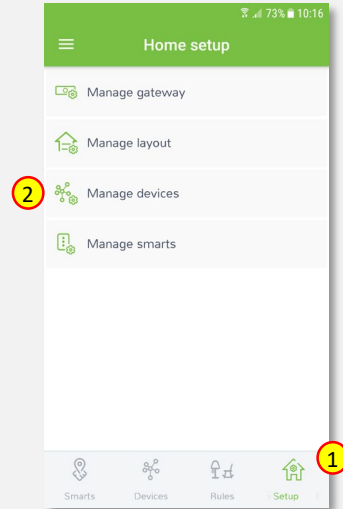 73% 10:16
Home setup
Manage gateway
Manage layout
2
Manage devices
Manage smarts
1
Smarts Devices Rules Setup